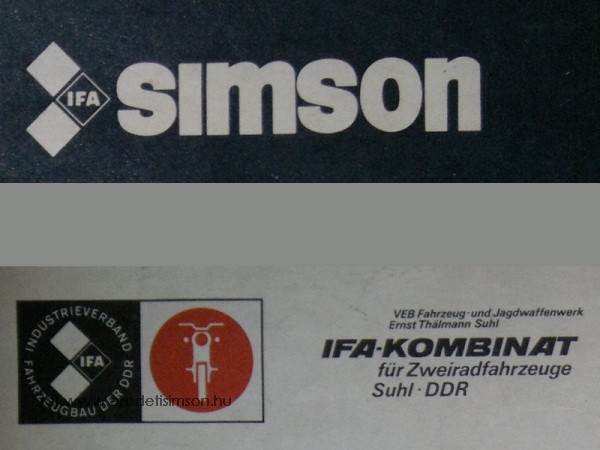 IFA simson
INDUSTRIEVERBAND
FAHRZEUGBAU DER DDR
IFA
VEB Fahrzeug-und Jagdwaffenwerk
Ernst Thälmann Suhl
IFA-KOMBINAT
für Zweiradfahrzeuge
Suhl · DDR